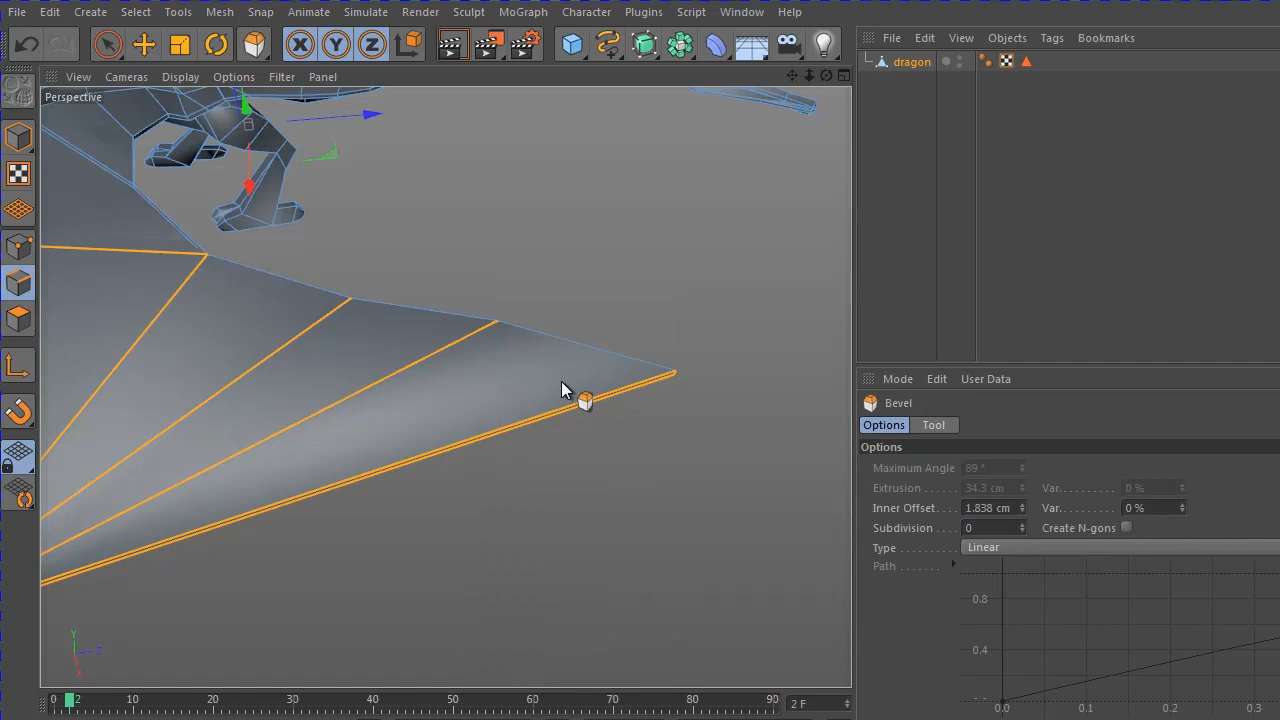 File Edit Create Select Tools Mesh Snap Animate Simulate Render Sculpt MoGraph Character Plugins Script Window Help
X Y Z
View Cameras Display Options Filter Panel
Perspective
File Edit View Objects Tags Bookmarks
dragon
Mode Edit User Data
Bevel
Options Tool
Options
Maximum Angle 89 °
Extrusion ...... 34.3 cm Var.......... 0 %
Inner Offset.... 1.838 cm Var.......... 0 %
Subdivision .... 0 Create N-gons
Type .......... Linear
Path .......
0.8
0.4
0.0 0.1 0.2 0.3
Y
Z
X
0 2 10 20 30 40 50 60 70 80 90 2 F